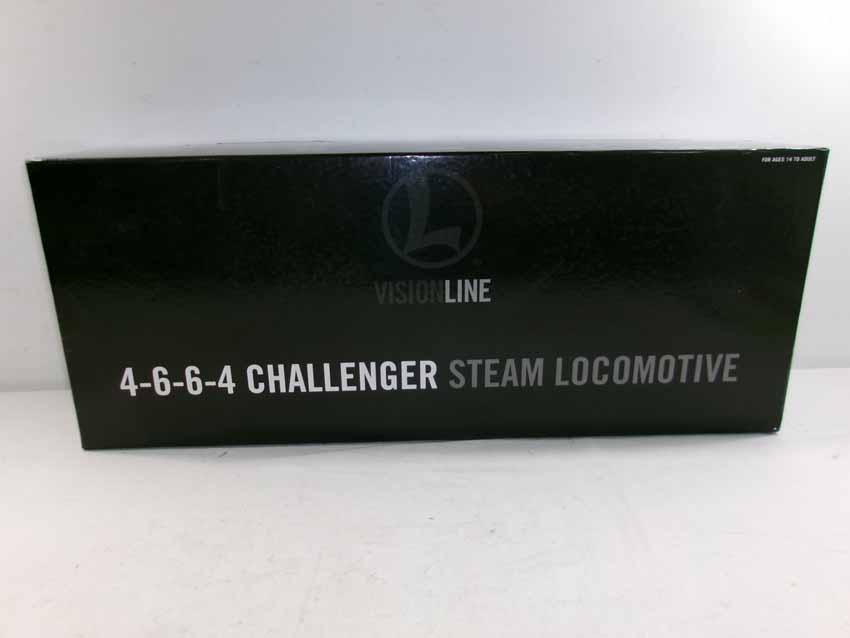 FOR AGES 14 TO ADULT
L
VISIONLINE
4-6-6-4 CHALLENGER STEAM LOCOMOTIVE